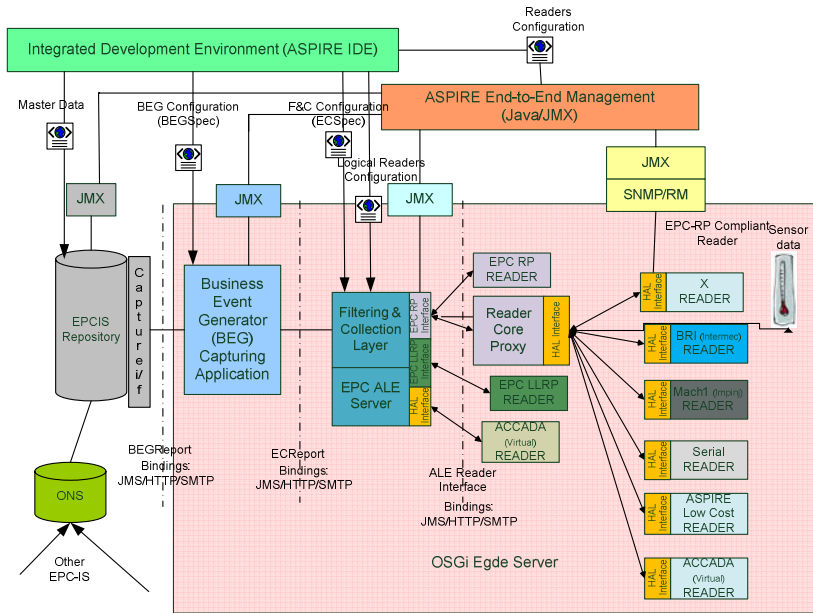 Readers
Configuration
Integrated Development Environment (ASPIRE IDE)
Master Data
BEG Configuration
(BEGSpec)
F&C Configuration
(ECSpec)
ASPIRE End-to-End Management
(Java/JMX)
Logical Readers
Configuration
JMX
JMX
JMX
JMX
SNMP/RM
EPC-RP Compliant
Reader
Sensor
data
EPCIS
Repository
Capture i/f
Business
Event
Generator
(BEG)
Capturing
Application
Filtering &
Collection
Layer
EPC ALE
Server
EPC RP
Interface
EPC LLRP
Interface
HAL
Interface
EPC RP
READER
Reader
Core
Proxy
HAL Interface
EPC LLRP
READER
ACCADA
(Virtual)
READER
HAL
Interface
X
READER
HAL
Interface
BRI (Intermec)
READER
HAL
Interface
Mach1 (Impinj)
READER
HAL
Interface
Serial
READER
HAL
Interface
ASPIRE
Low Cost
READER
HAL
Interface
ACCADA
(Virtual)
READER
BEGReport
Bindings:
JMS/HTTP/SMTP
ECReport
Bindings:
JMS/HTTP/SMTP
ALE Reader
Interface
Bindings:
JMS/HTTP/SMTP
ONS
Other
EPC-IS
OSGi Egde Server